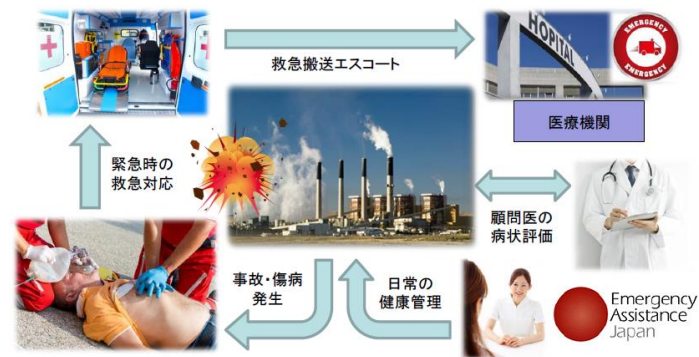 救急搬送エスコート
HOPITAL
EMERGENCY
EMERGENCY
医療機関
緊急時の
救急対応
顧問医の
病状評価
事故・傷病
発生
日常の
健康管理
Emergency
Assistance
Japan